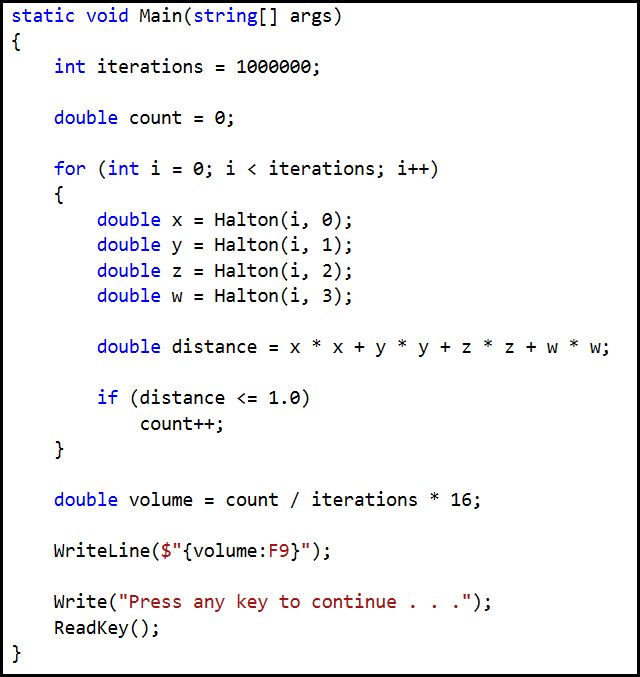 static void Main(string[] args)
{
    int iterations = 1000000;

    double count = 0;

    for (int i = 0; i < iterations; i++)
    {
        double x = Halton(i, 0);
        double y = Halton(i, 1);
        double z = Halton(i, 2);
        double w = Halton(i, 3);

        double distance = x * x + y * y + z * z + w * w;

        if (distance <= 1.0)
            count++;
    }

    double volume = count / iterations * 16;

    WriteLine($"{volume:F9}");

    Write("Press any key to continue . . .");
    ReadKey();
}